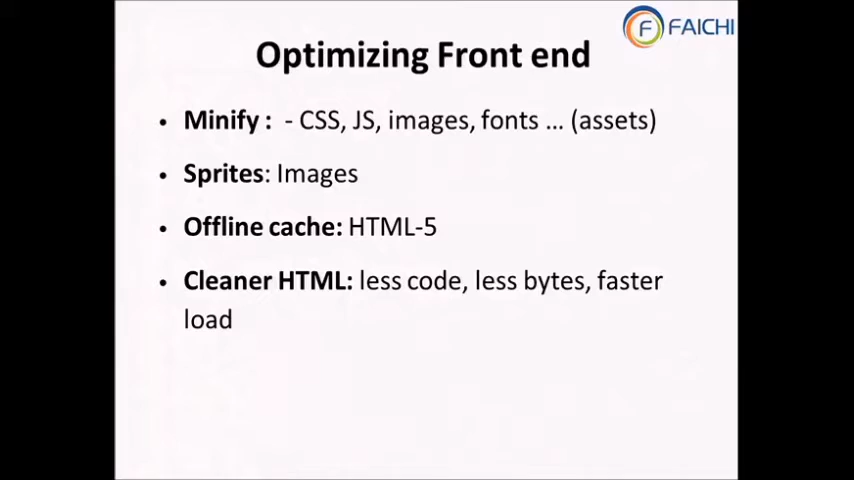 FAICHI
Optimizing Front end
• Minify : - CSS, JS, images, fonts ... (assets)
• Sprites: Images
• Offline cache: HTML-5
• Cleaner HTML: less code, less bytes, faster
load